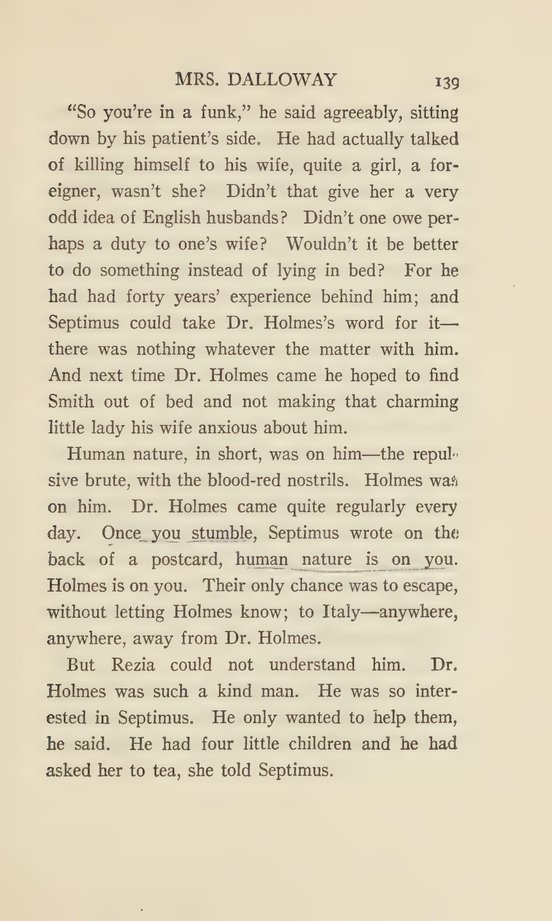 MRS. DALLOWAY 139
“So you’re in a funk,” he said agreeably, sitting
down by his patient’s side. He had actually talked
of killing himself to his wife, quite a girl, a for-
eigner, wasn’t she? Didn’t that give her a very
odd idea of English husbands? Didn’t one owe per-
haps a duty to one’s wife? Wouldn’t it be better
to do something instead of lying in bed? For he
had had forty years’ experience behind him; and
Septimus could take Dr. Holmes’s word for it—
there was nothing whatever the matter with him.
And next time Dr. Holmes came he hoped to find
Smith out of bed and not making that charming
little lady his wife anxious about him.
Human nature, in short, was on him—the repul-
sive brute, with the blood-red nostrils. Holmes was
on him. Dr. Holmes came quite regularly every
day. Once you stumble, Septimus wrote on the
back of a postcard, human nature is on you.
Holmes is on you. Their only chance was to escape,
without letting Holmes know; to Italy—anywhere,
anywhere, away from Dr. Holmes.
But Rezia could not understand him. Dr.
Holmes was such a kind man. He was so inter-
ested in Septimus. He only wanted to help them,
he said. He had four little children and he had
asked her to tea, she told Septimus.